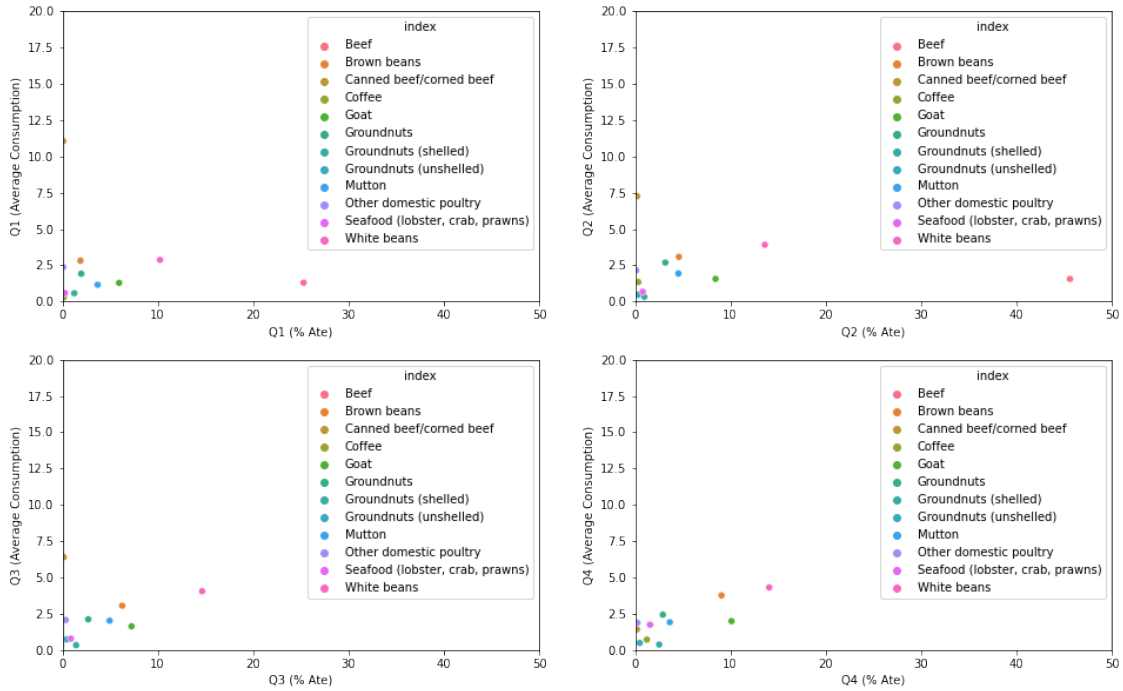 20.0
17.5
15.0
12.5
10.0
7.5
5.0
2.5
0.0
Q1 (Average Consumption)
index
Beef
Brown beans
Canned beef/corned beef
Coffee
Goat
Groundnuts
Groundnuts (shelled)
Groundnuts (unshelled)
Mutton
Other domestic poultry
Seafood (lobster, crab, prawns)
White beans
0 10 20 30 40 50
Q1 (% Ate)
20.0
17.5
15.0
12.5
10.0
7.5
5.0
2.5
0.0
Q2 (Average Consumption)
index
Beef
Brown beans
Canned beef/corned beef
Coffee
Goat
Groundnuts
Groundnuts (shelled)
Groundnuts (unshelled)
Mutton
Other domestic poultry
Seafood (lobster, crab, prawns)
White beans
0 10 20 30 40 50
Q2 (% Ate)
20.0
17.5
15.0
12.5
10.0
7.5
5.0
2.5
0.0
Q3 (Average Consumption)
index
Beef
Brown beans
Canned beef/corned beef
Coffee
Goat
Groundnuts
Groundnuts (shelled)
Groundnuts (unshelled)
Mutton
Other domestic poultry
Seafood (lobster, crab, prawns)
White beans
0 10 20 30 40 50
Q3 (% Ate)
20.0
17.5
15.0
12.5
10.0
7.5
5.0
2.5
0.0
Q4 (Average Consumption)
index
Beef
Brown beans
Canned beef/corned beef
Coffee
Goat
Groundnuts
Groundnuts (shelled)
Groundnuts (unshelled)
Mutton
Other domestic poultry
Seafood (lobster, crab, prawns)
White beans
0 10 20 30 40 50
Q4 (% Ate)